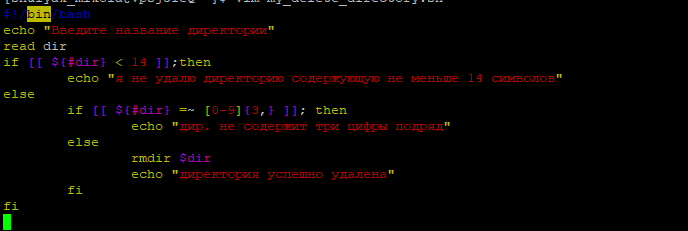 #!/bin/bash
echo "Введите название директории"
read dir
if [[ ${#dir} < 14 ]];then
echo "я не удалю директорию содержующую не меньше 14 символов"
else
if [[ ${#dir} =~ [0-9]{3,} ]]; then
echo "дир. не содержит три цифры подряд"
else
rmdir $dir
echo "директория успешно удалена"
fi
fi